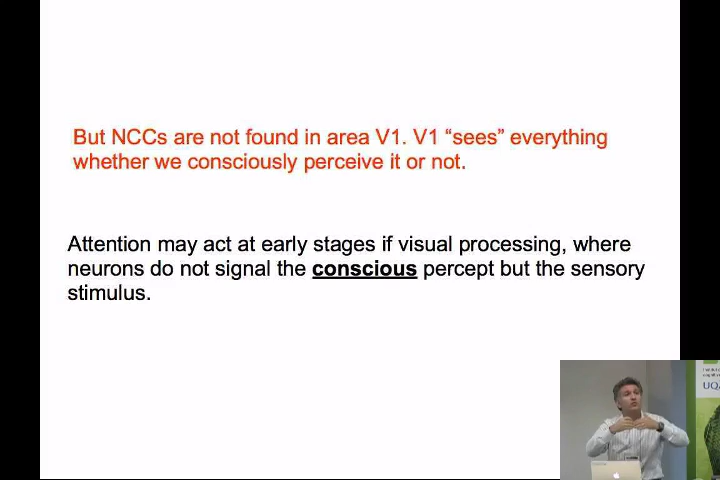 But NCCs are not found in area V1. V1 “sees” everything
whether we consciously perceive it or not.
Attention may act at early stages if visual processing, where
neurons do not signal the conscious percept but the sensory
stimulus.